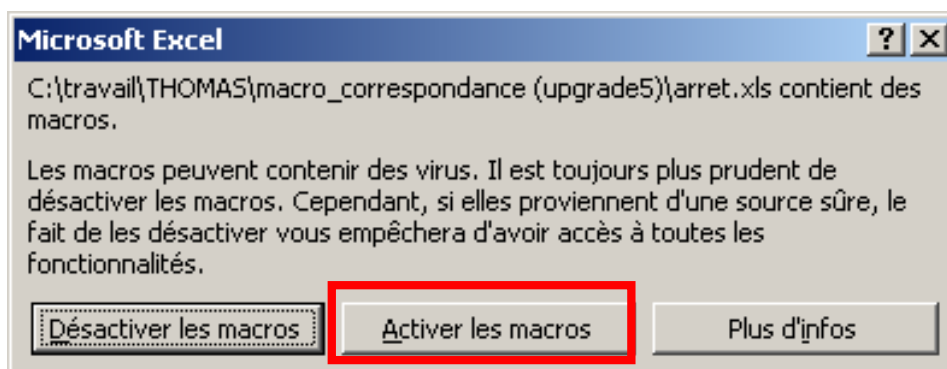 Microsoft Excel
C:\travail\THOMAS\macro_correspondance (upgrade5)\arret.xls contient des
macros.
Les macros peuvent contenir des virus. Il est toujours plus prudent de
désactiver les macros. Cependant, si elles proviennent d'une source sûre, le
fait de les désactiver vous empêchera d'avoir accès à toutes les
fonctionnalités.
Désactiver les macros Activer les macros Plus d'infos